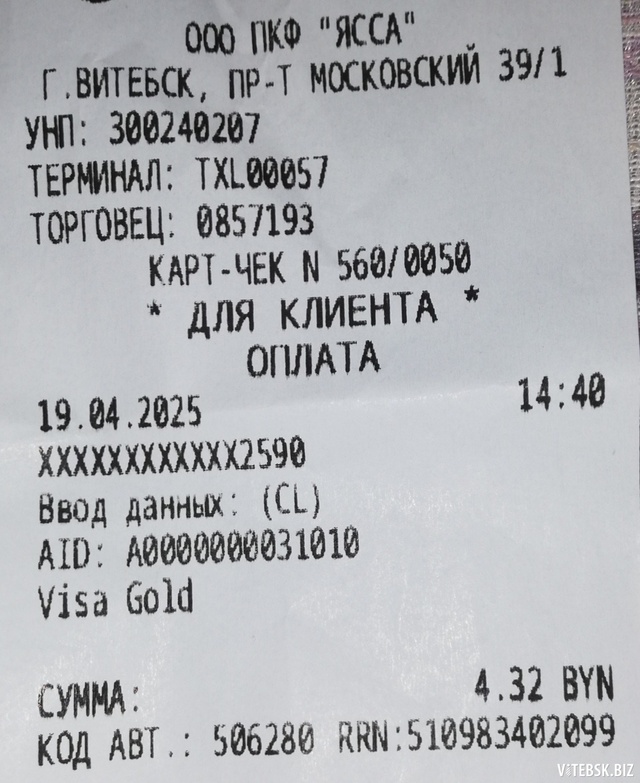 ООО ПКФ "ЯССА"
Г.ВИТЕБСК, ПР-Т МОСКОВСКИЙ 39/1
УНП: 300240207
ТЕРМИНАЛ: TXL00057
ТОРГОВЕЦ: 0857193
КАРТ-ЧЕК N 560/0050
* ДЛЯ КЛИЕНТА *
ОПЛАТА
19.04.2025 14:40
XXXXXXXXXXXX2590
Ввод данных: (CL)
AID: A0000000031010
Visa Gold
СУММА: 4.32 BYN
КОД АВТ.: 506280 RRN:510983402099
VITEBSK.BIZ